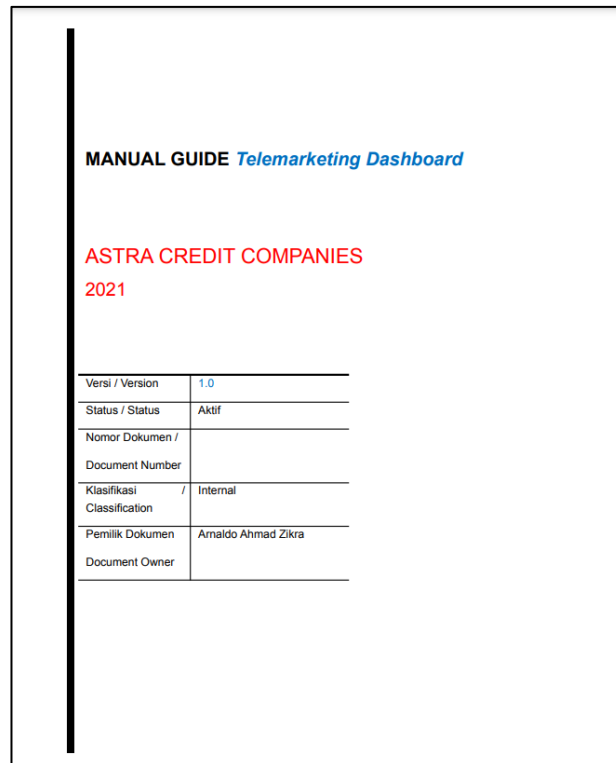 MANUAL GUIDE Telemarketing Dashboard
ASTRA CREDIT COMPANIES
2021
Versi / Version 1.0
Status / Status Aktif
Nomor Dokumen /
Document Number
Klasifikasi / Internal
Classification
Pemilik Dokumen Arnaldo Ahmad Zikra
Document Owner